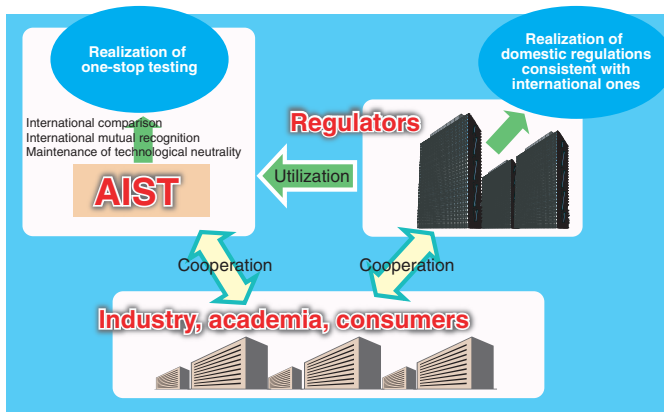 Realization of
one-stop testing
Realization of
domestic regulations
consistent with
international ones
International comparison
International mutual recognition
Maintenance of technological neutrality
AIST
Regulators
Utilization
Cooperation
Cooperation
Industry, academia, consumers